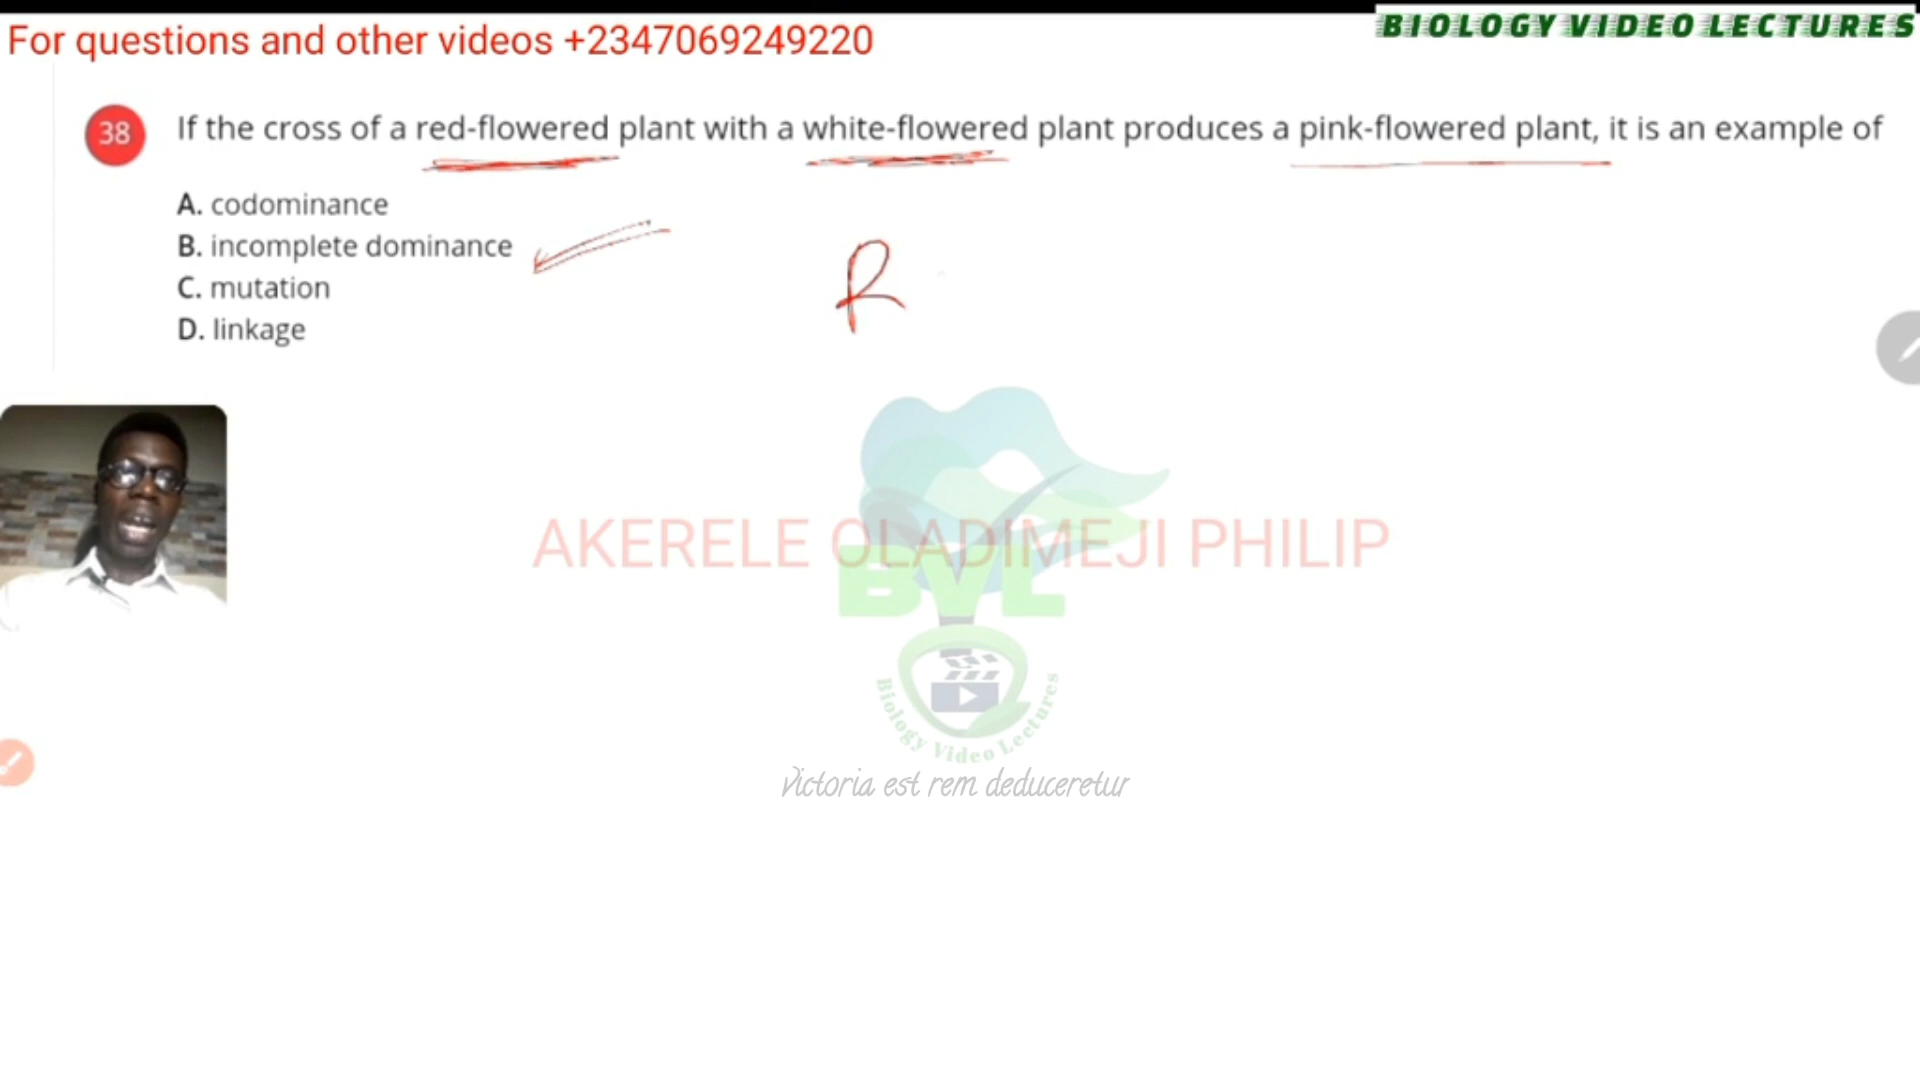 For questions and other videos +2347069249220
BIOLOGY VIDEO LECTURES
38 If the cross of a red-flowered plant with a white-flowered plant produces a pink-flowered plant, it is an example of
A. codominance
B. incomplete dominance
C. mutation
D. linkage
R
AKERELE OLADIMEJI PHILIP
BVL
Biology Video Lectures
Victoria est rem deduceretur